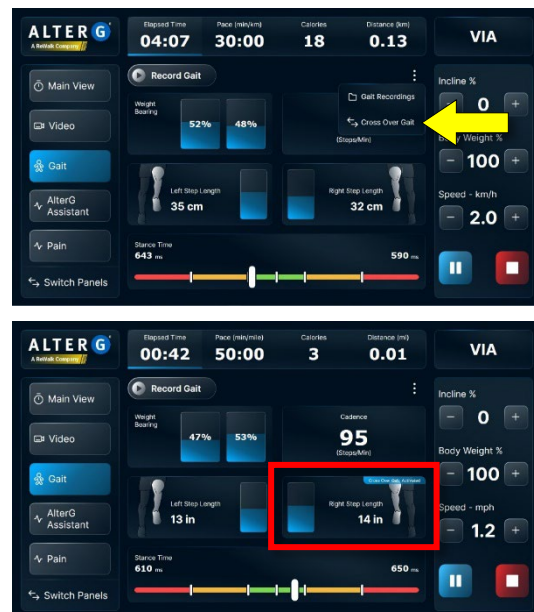 ALTER G
A ReWalk Company
Elapsed Time
04:07
Pace (min/km)
30:00
Calories
18
Distance (km)
0.13
VIA
Main View
Video
Gait
AlterG
Assistant
Pain
Switch Panels
Record Gait
Gait Recordings
Cross Over Gait
Weight
Bearing
52%
48%
(Steps/Min)
Left Step Length
35 cm
Right Step Length
32 cm
Stance Time
643 ms
590 ms
Incline %
0 +
Body Weight %
- 100 +
Speed - km/h
- 2.0 +
ALTER G
A ReWalk Company
Elapsed Time
00:42
Pace (min/mile)
50:00
Calories
3
Distance (mi)
0.01
VIA
Main View
Video
Gait
AlterG
Assistant
Pain
Switch Panels
Record Gait
Weight
Bearing
47%
53%
Cadence
95
(Steps/Min)
Left Step Length
13 in
Cross Over Gait Activated
Right Step Length
14 in
Stance Time
610 ms
650 ms
Incline %
- 0 +
Body Weight %
- 100 +
Speed - mph
- 1.2 +